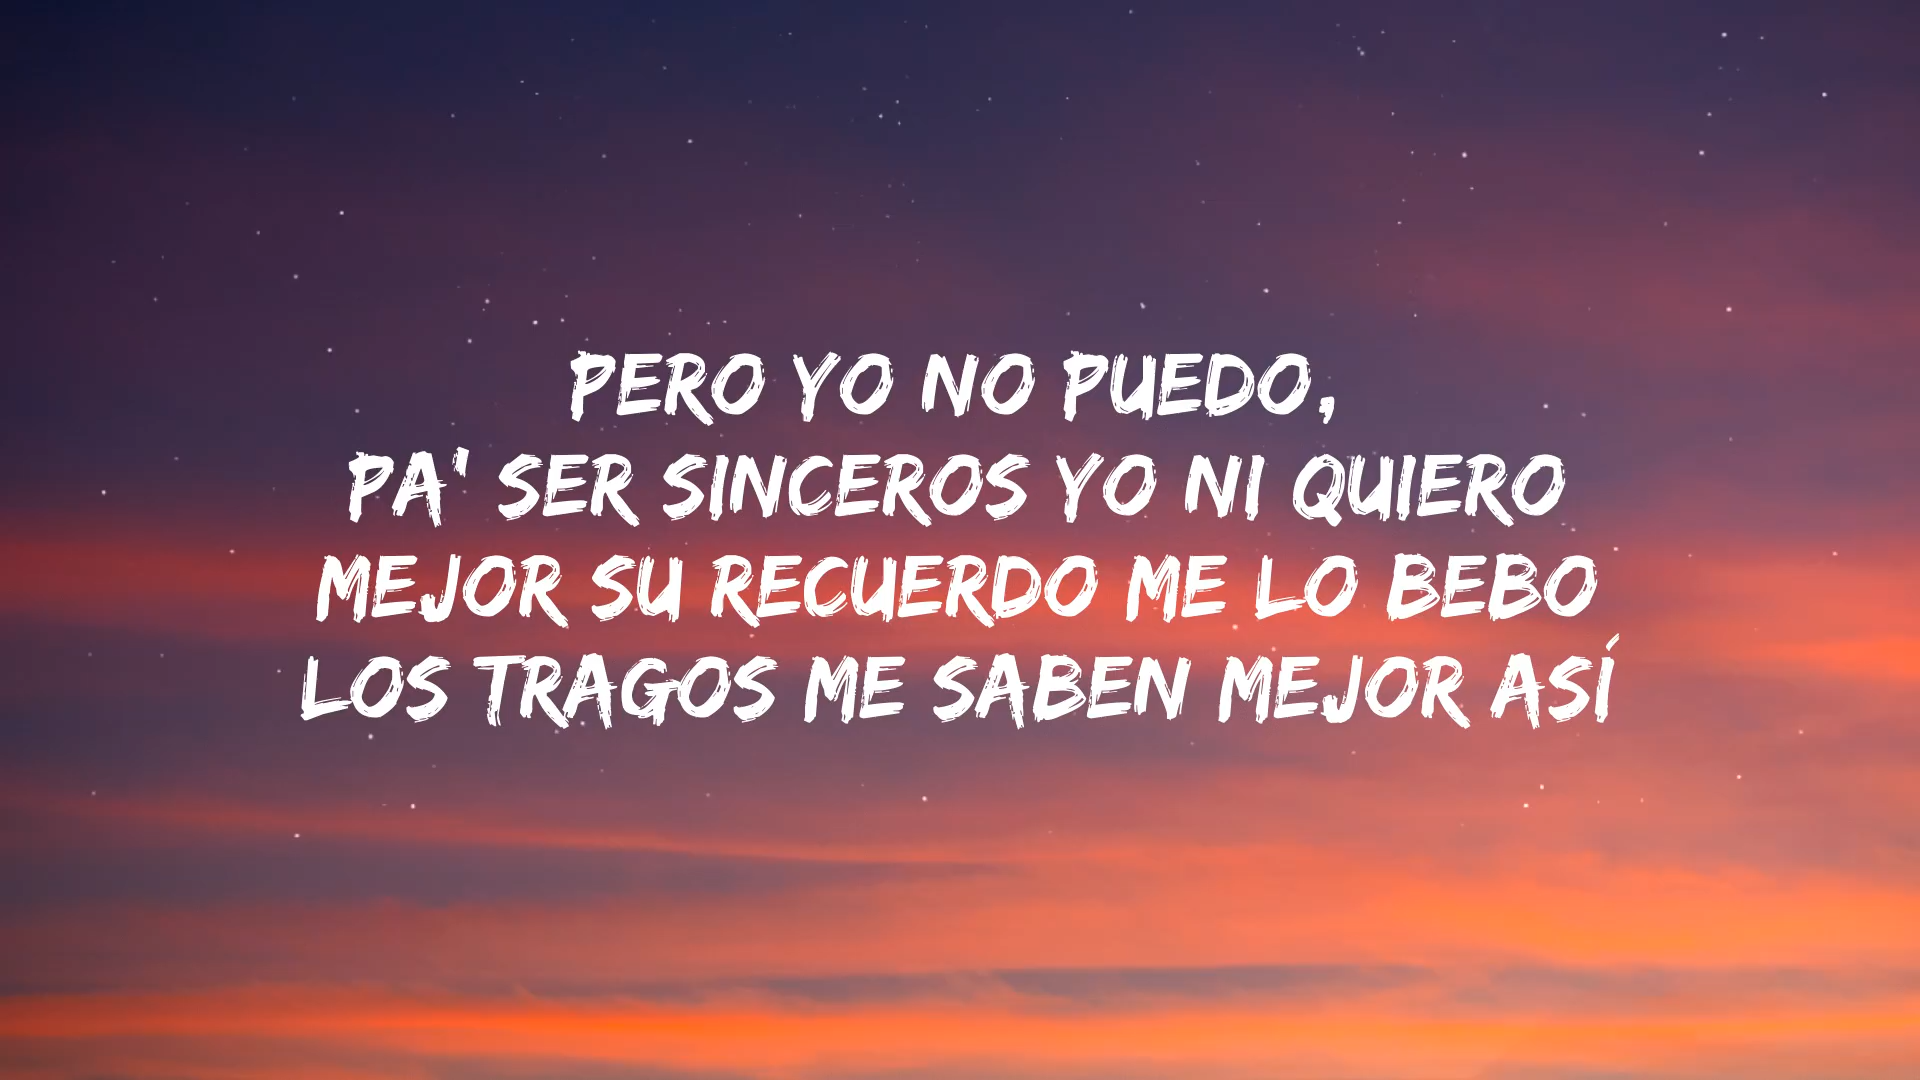 PERO YO NO PUEDO,
PA' SER SINCEROS YO NI QUIERO
MEJOR SU RECUERDO ME LO BEBO
LOS TRAGOS ME SABEN MEJOR ASÍ